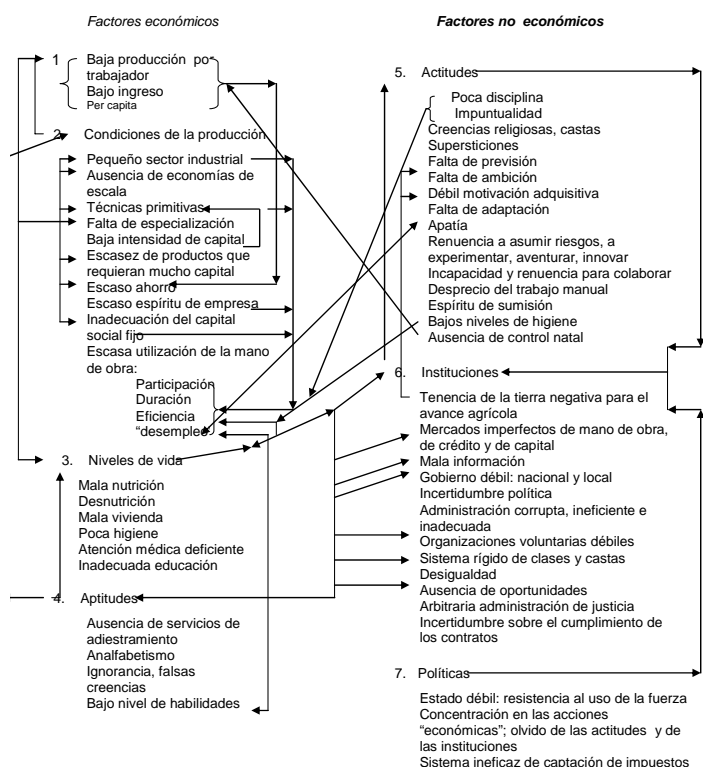 Factores económicos
1 Baja producción por
trabajador
Bajo ingreso
Per capita
2. Condiciones de la producción
Pequeño sector industrial
Ausencia de economías de
escala
Técnicas primitivas
Falta de especialización
Baja intensidad de capital
Escasez de productos que
requieran mucho capital
Escaso ahorro
Escaso espíritu de empresa
Inadecuación del capital
social fijo
Escasa utilización de la mano
de obra:
Participación
Duración
Eficiencia
“desempleo
3. Niveles de vida
Mala nutrición
Desnutrición
Mala vivienda
Poca higiene
Atención médica deficiente
Inadecuada educación
4. Aptitudes
Ausencia de servicios de
adiestramiento
Analfabetismo
Ignorancia, falsas
creencias
Bajo nivel de habilidades
Factores no económicos
5. Actitudes
Poca disciplina
Impuntualidad
Creencias religiosas, castas
Supersticiones
Falta de previsión
Falta de ambición
Débil motivación adquisitiva
Falta de adaptación
Apatía
Renuencia a asumir riesgos, a
experimentar, aventurar, innovar
Incapacidad y renuencia para colaborar
Desprecio del trabajo manual
Espíritu de sumisión
Bajos niveles de higiene
Ausencia de control natal
6. Instituciones
Tenencia de la tierra negativa para el
avance agrícola
Mercados imperfectos de mano de obra,
de crédito y de capital
Mala información
Gobierno débil: nacional y local
Incertidumbre política
Administración corrupta, ineficiente e
inadecuada
Organizaciones voluntarias débiles
Sistema rígido de clases y castas
Desigualdad
Ausencia de oportunidades
Arbitraria administración de justicia
Incertidumbre sobre el cumplimiento de
los contratos
7. Políticas
Estado débil: resistencia al uso de la fuerza
Concentración en las acciones
“económicas”; olvido de las actitudes y de
las instituciones
Sistema ineficaz de captación de impuestos